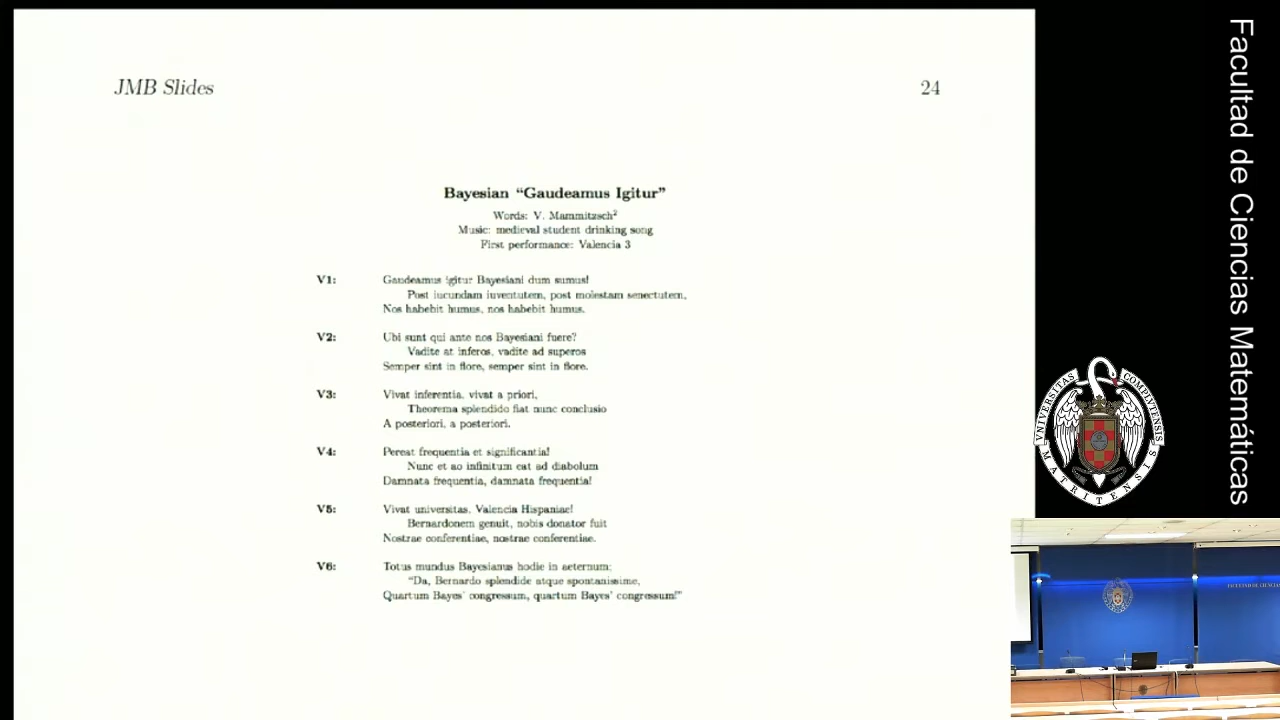 JMB Slides
24
Bayesian “Gaudeamus Igitur”
Words: V. Mammitzsch²
Music: medieval student drinking song
First performance: Valencia 3
V1: Gaudeamus igitur Bayesiani dum sumus!
Post iucundam iuventutem, post molestam senectutem,
Nos habebit humus, nos habebit humus.
V2: Ubi sunt qui ante nos Bayesiani fuere?
Vadite at inferos, vadite ad superos
Semper sint in flore, semper sint in flore.
V3: Vivat inferentia, vivat a priori,
Theorema splendido fiat nunc conclusio
A posteriori, a posteriori.
V4: Pereat frequentia et significantia!
Nunc et ao infinitum eat ad diabolum
Damnata frequentia, damnata frequentia!
V5: Vivat universitas, Valencia Hispaniae!
Bernardonem genuit, nobis donator fuit
Nostrae conferentiae, nostrae conferentiae.
V6: Totus mundus Bayesianus hodie in aeternum:
“Da, Bernardo splendide atque spontanissime,
Quartum Bayes’ congressum, quartum Bayes’ congressum!”
Facultad de Ciencias Matemáticas
UNIVERSITAS COMPLUTENSIS
MATRITENSIS